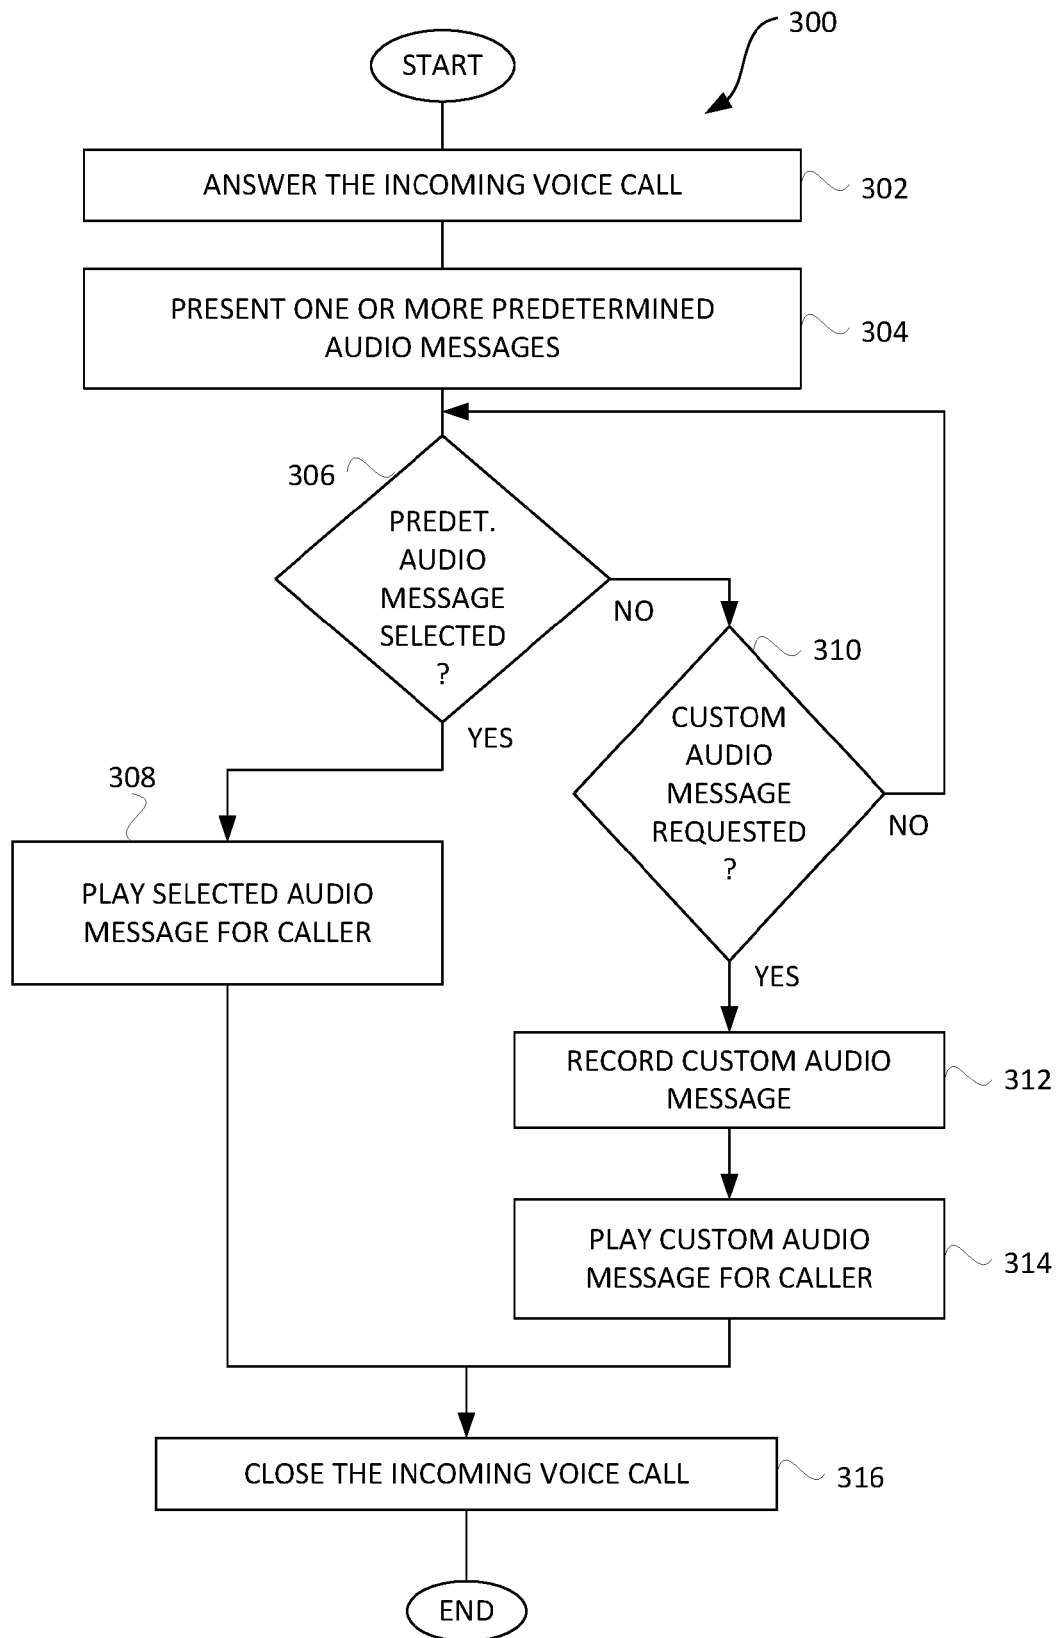 300
START
ANSWER THE INCOMING VOICE CALL
302
PRESENT ONE OR MORE PREDETERMINED
AUDIO MESSAGES
304
306
PREDET.
AUDIO
MESSAGE
SELECTED
?
NO
YES
310
CUSTOM
AUDIO
MESSAGE
REQUESTED
?
NO
YES
308
PLAY SELECTED AUDIO
MESSAGE FOR CALLER
RECORD CUSTOM AUDIO
MESSAGE
312
PLAY CUSTOM AUDIO
MESSAGE FOR CALLER
314
CLOSE THE INCOMING VOICE CALL
316
END